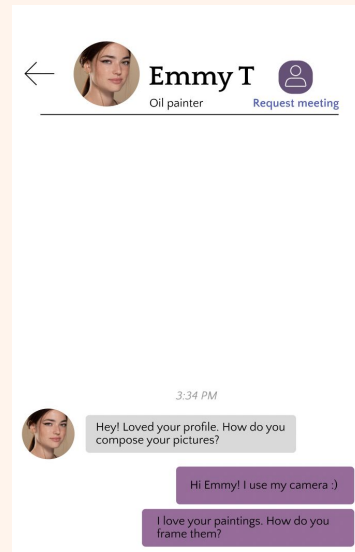 Emmy T
Oil painter
Request meeting
3:34 PM
Hey! Loved your profile. How do you
compose your pictures?
Hi Emmy! I use my camera :)
I love your paintings. How do you
frame them?